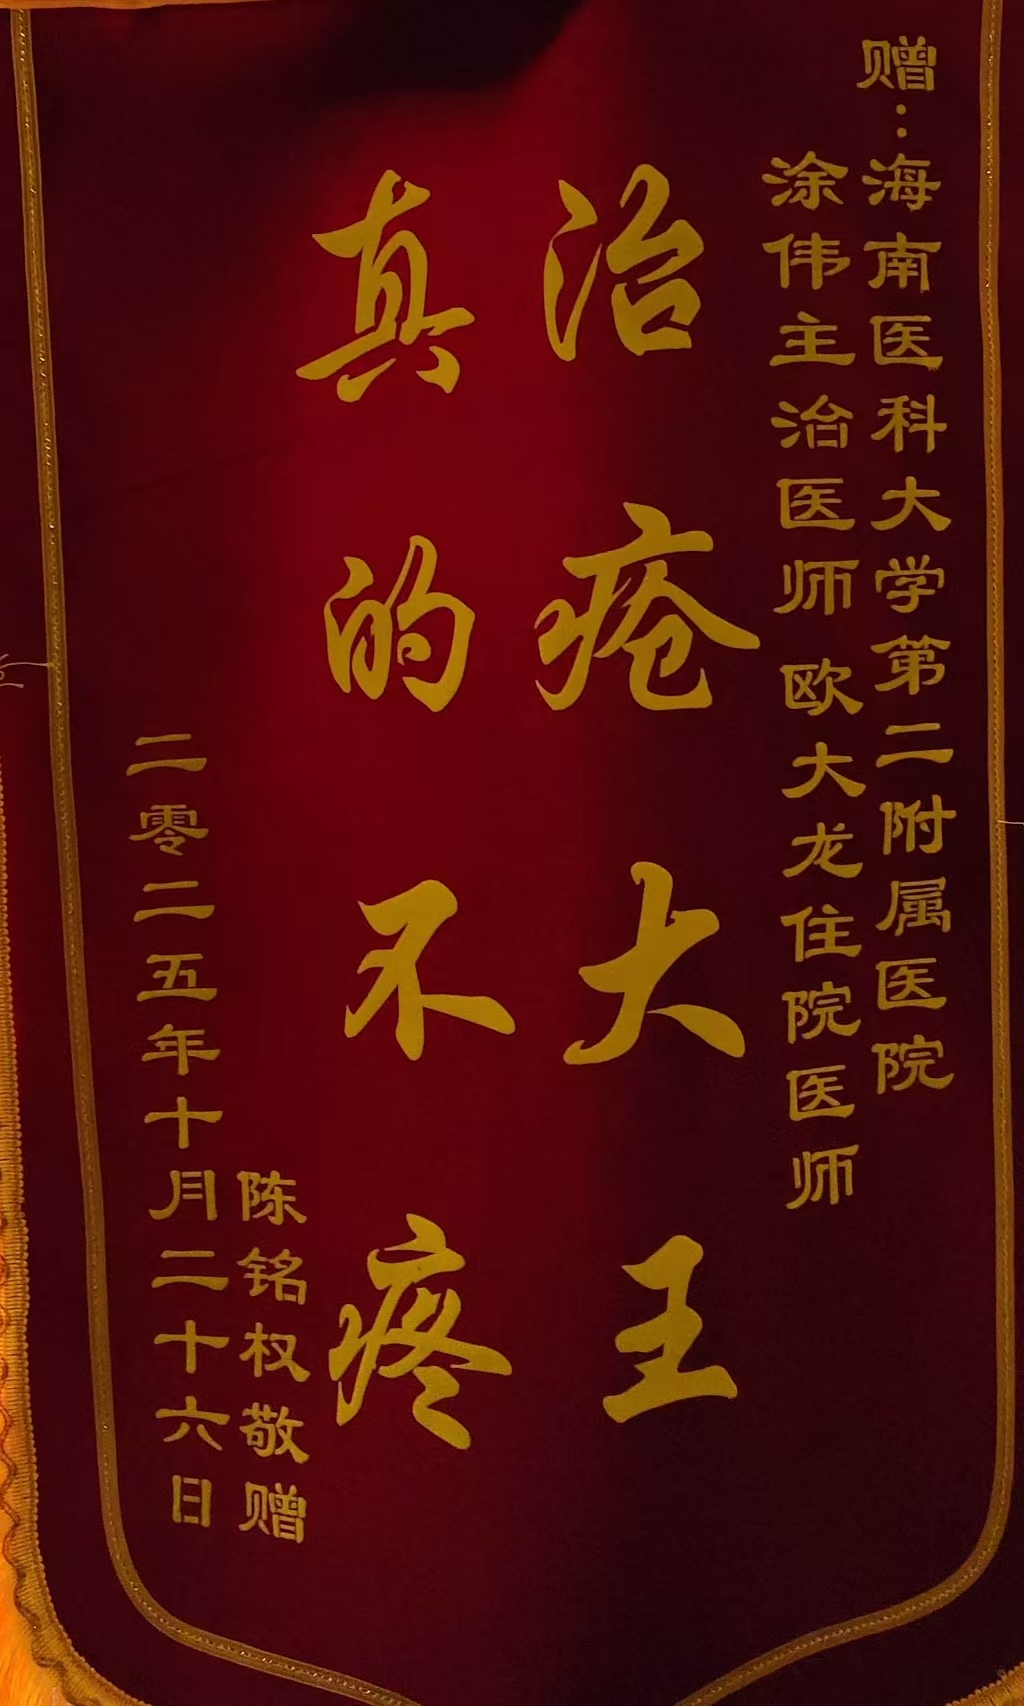 赠：海南医科大学第二附属医院
涂伟主治医师 欧大龙住院医师
治疮大王
真的不疼
陈铭权敬赠
二零二五年十月二十六日